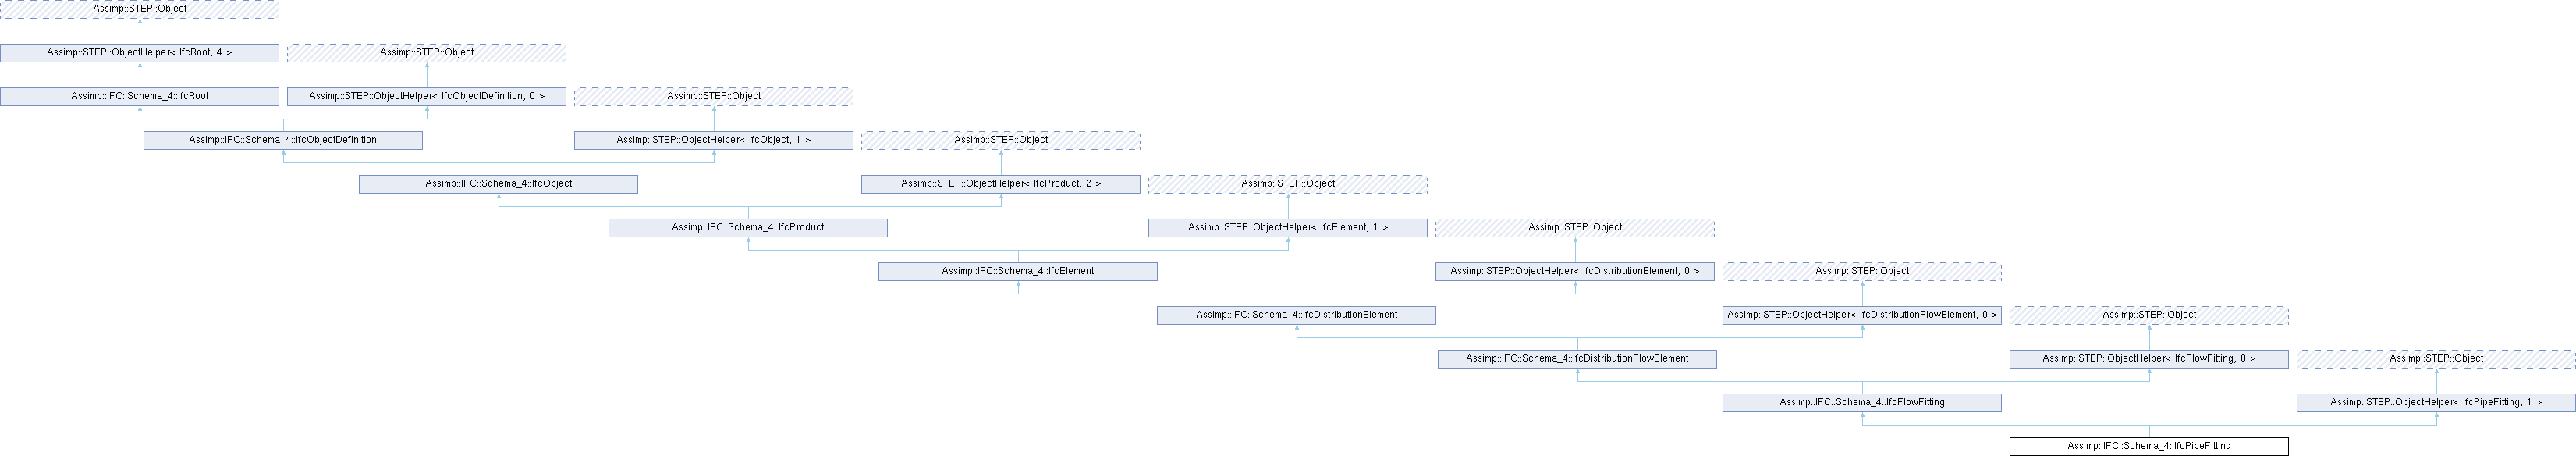 Assimp::STEP::Object
Assimp::STEP::ObjectHelper< IfcRoot, 4 >
Assimp::STEP::Object
Assimp::IFC::Schema_4::IfcRoot
Assimp::STEP::ObjectHelper< IfcObjectDefinition, 0 >
Assimp::STEP::Object
Assimp::IFC::Schema_4::IfcObjectDefinition
Assimp::STEP::ObjectHelper< IfcObject, 1 >
Assimp::STEP::Object
Assimp::IFC::Schema_4::IfcObject
Assimp::STEP::ObjectHelper< IfcProduct, 2 >
Assimp::STEP::Object
Assimp::IFC::Schema_4::IfcProduct
Assimp::STEP::ObjectHelper< IfcElement, 1 >
Assimp::STEP::Object
Assimp::IFC::Schema_4::IfcElement
Assimp::STEP::ObjectHelper< IfcDistributionElement, 0 >
Assimp::STEP::Object
Assimp::IFC::Schema_4::IfcDistributionElement
Assimp::STEP::ObjectHelper< IfcDistributionFlowElement, 0 >
Assimp::STEP::Object
Assimp::IFC::Schema_4::IfcDistributionFlowElement
Assimp::STEP::ObjectHelper< IfcFlowFitting, 0 >
Assimp::STEP::Object
Assimp::IFC::Schema_4::IfcFlowFitting
Assimp::STEP::ObjectHelper< IfcPipeFitting, 1 >
Assimp::IFC::Schema_4::IfcPipeFitting